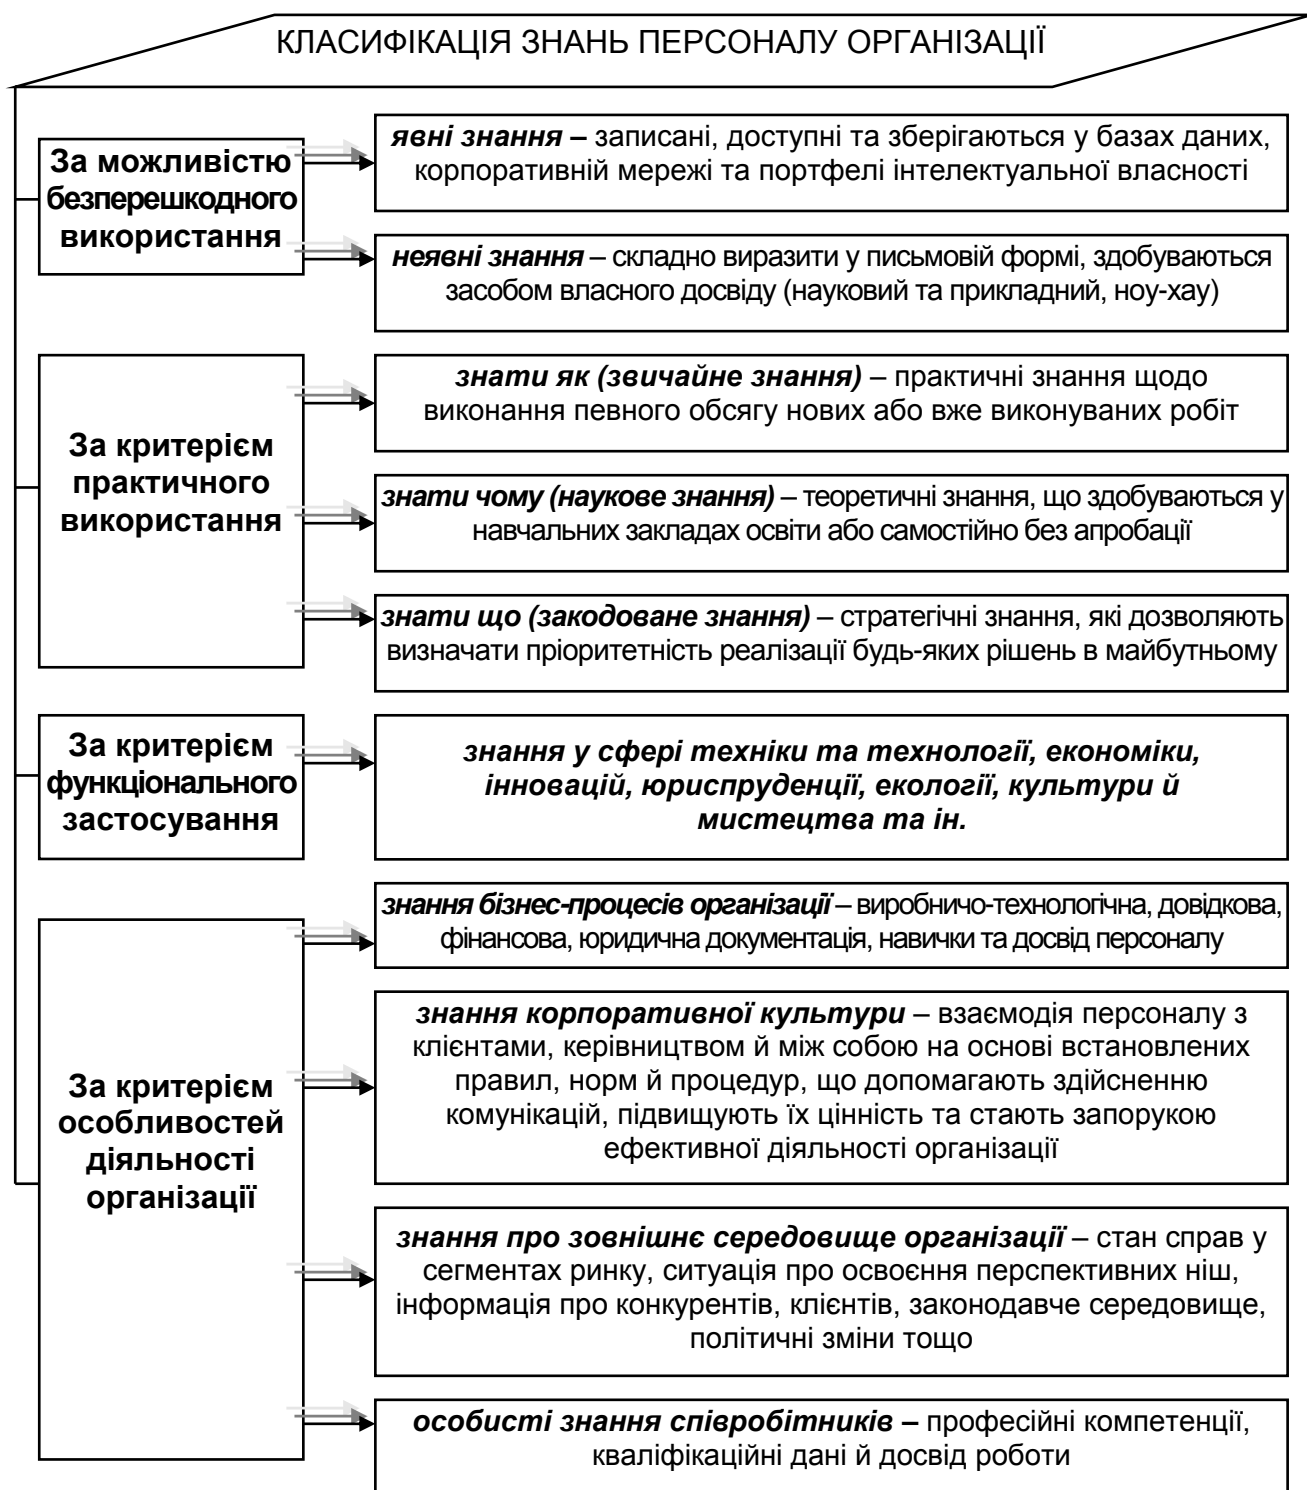 КЛАСИФІКАЦІЯ ЗНАНЬ ПЕРСОНАЛУ ОРГАНІЗАЦІЇ
За можливістю
безперешкодного
використання
явні знання – записані, доступні та зберігаються у базах даних,
корпоративній мережі та портфелі інтелектуальної власності
неявні знання – складно виразити у письмовій формі, здобуваються
засобом власного досвіду (науковий та прикладний, ноу-хау)
За критерієм
практичного
використання
знати як (звичайне знання) – практичні знання щодо
виконання певного обсягу нових або вже виконуваних робіт
знати чому (наукове знання) – теоретичні знання, що здобуваються у
навчальних закладах освіти або самостійно без апробації
знати що (закодоване знання) – стратегічні знання, які дозволяють
визначати пріоритетність реалізації будь-яких рішень в майбутньому
За критерієм
функціонального
застосування
знання у сфері техніки та технології, економіки,
інновацій, юриспруденції, екології, культури й
мистецтва та ін.
За критерієм
особливостей
діяльності
організації
знання бізнес-процесів організації – виробничо-технологічна, довідкова,
фінансова, юридична документація, навички та досвід персоналу
знання корпоративної культури – взаємодія персоналу з
клієнтами, керівництвом й між собою на основі встановлених
правил, норм й процедур, що допомагають здійсненню
комунікацій, підвищують їх цінність та стають запорукою
ефективної діяльності організації
знання про зовнішнє середовище організації – стан справ у
сегментах ринку, ситуація про освоєння перспективних ніш,
інформація про конкурентів, клієнтів, законодавче середовище,
політичні зміни тощо
особисті знання співробітників – професійні компетенції,
кваліфікаційні дані й досвід роботи